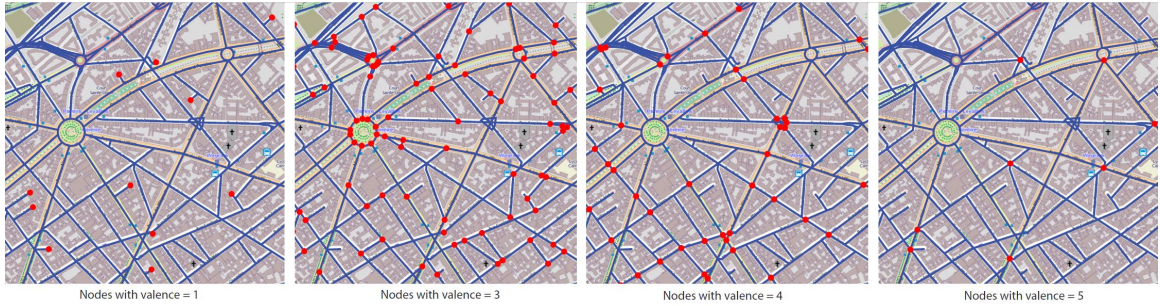 Nodes with valence = 1
Nodes with valence = 3
Nodes with valence = 4
Nodes with valence = 5